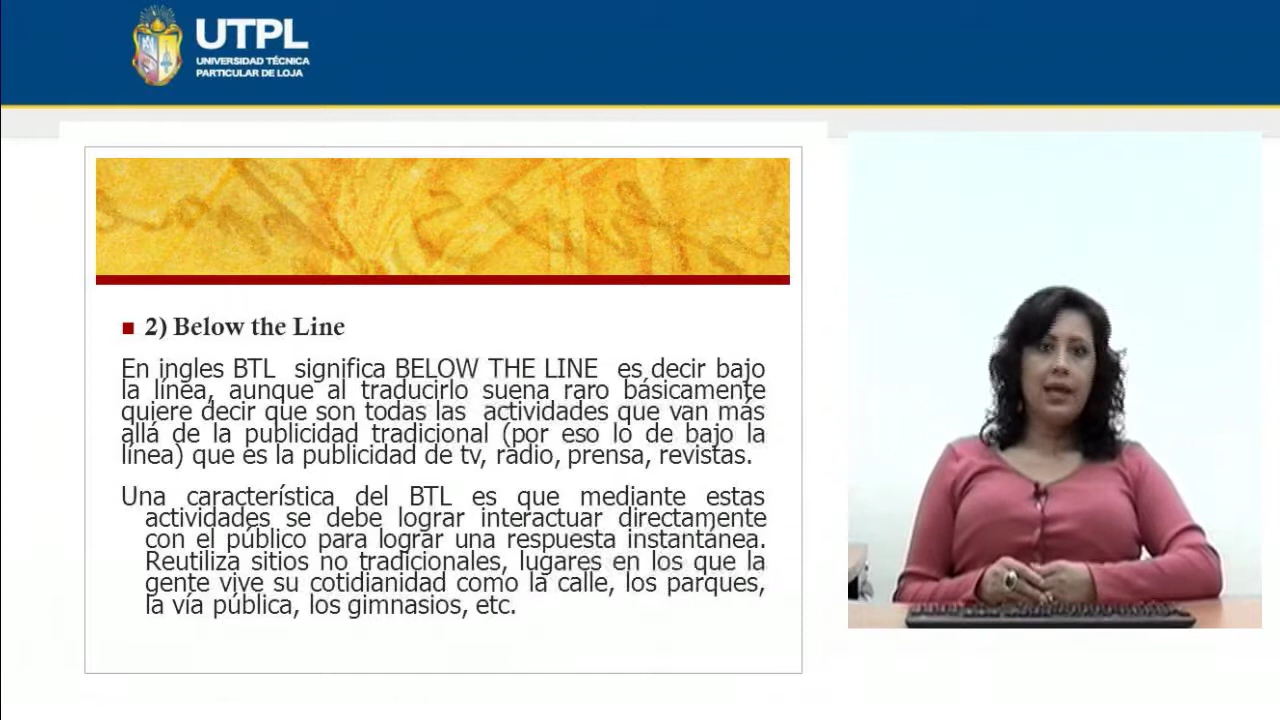 UTPL
UNIVERSIDAD TÉCNICA
PARTICULAR DE LOJA
2) Below the Line
En ingles BTL significa BELOW THE LINE es decir bajo
la línea, aunque al traducirlo suena raro básicamente
quiere decir que son todas las actividades que van más
allá de la publicidad tradicional (por eso lo de bajo la
línea) que es la publicidad de tv, radio, prensa, revistas.
Una característica del BTL es que mediante estas
actividades se debe lograr interactuar directamente
con el público para lograr una respuesta instantánea.
Reutiliza sitios no tradicionales, lugares en los que la
gente vive su cotidianidad como la calle, los parques,
la vía pública, los gimnasios, etc.